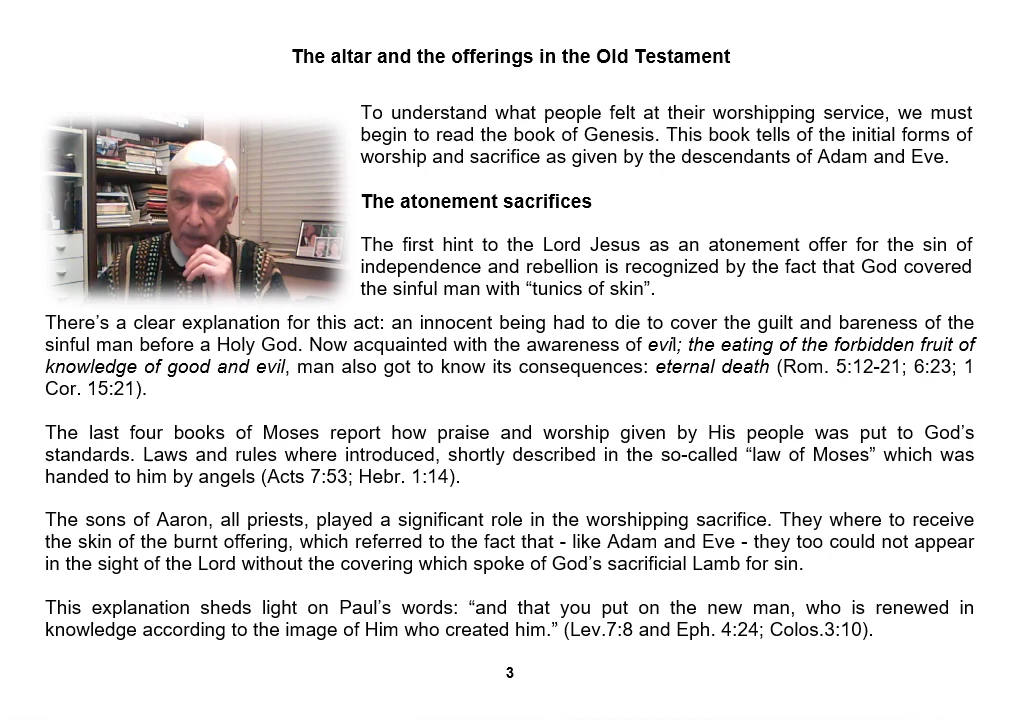 The altar and the offerings in the Old Testament
To understand what people felt at their worshipping service, we must
begin to read the book of Genesis. This book tells of the initial forms of
worship and sacrifice as given by the descendants of Adam and Eve.
The atonement sacrifices
The first hint to the Lord Jesus as an atonement offer for the sin of
independence and rebellion is recognized by the fact that God covered
the sinful man with “tunics of skin”.
There’s a clear explanation for this act: an innocent being had to die to cover the guilt and bareness of the
sinful man before a Holy God. Now acquainted with the awareness of evil; the eating of the forbidden fruit of
knowledge of good and evil, man also got to know its consequences: eternal death (Rom. 5:12-21; 6:23; 1
Cor. 15:21).
The last four books of Moses report how praise and worship given by His people was put to God’s
standards. Laws and rules where introduced, shortly described in the so-called “law of Moses” which was
handed to him by angels (Acts 7:53; Hebr. 1:14).
The sons of Aaron, all priests, played a significant role in the worshipping sacrifice. They where to receive
the skin of the burnt offering, which referred to the fact that - like Adam and Eve - they too could not appear
in the sight of the Lord without the covering which spoke of God’s sacrificial Lamb for sin.
This explanation sheds light on Paul’s words: “and that you put on the new man, who is renewed in
knowledge according to the image of Him who created him.” (Lev.7:8 and Eph. 4:24; Colos.3:10).
3